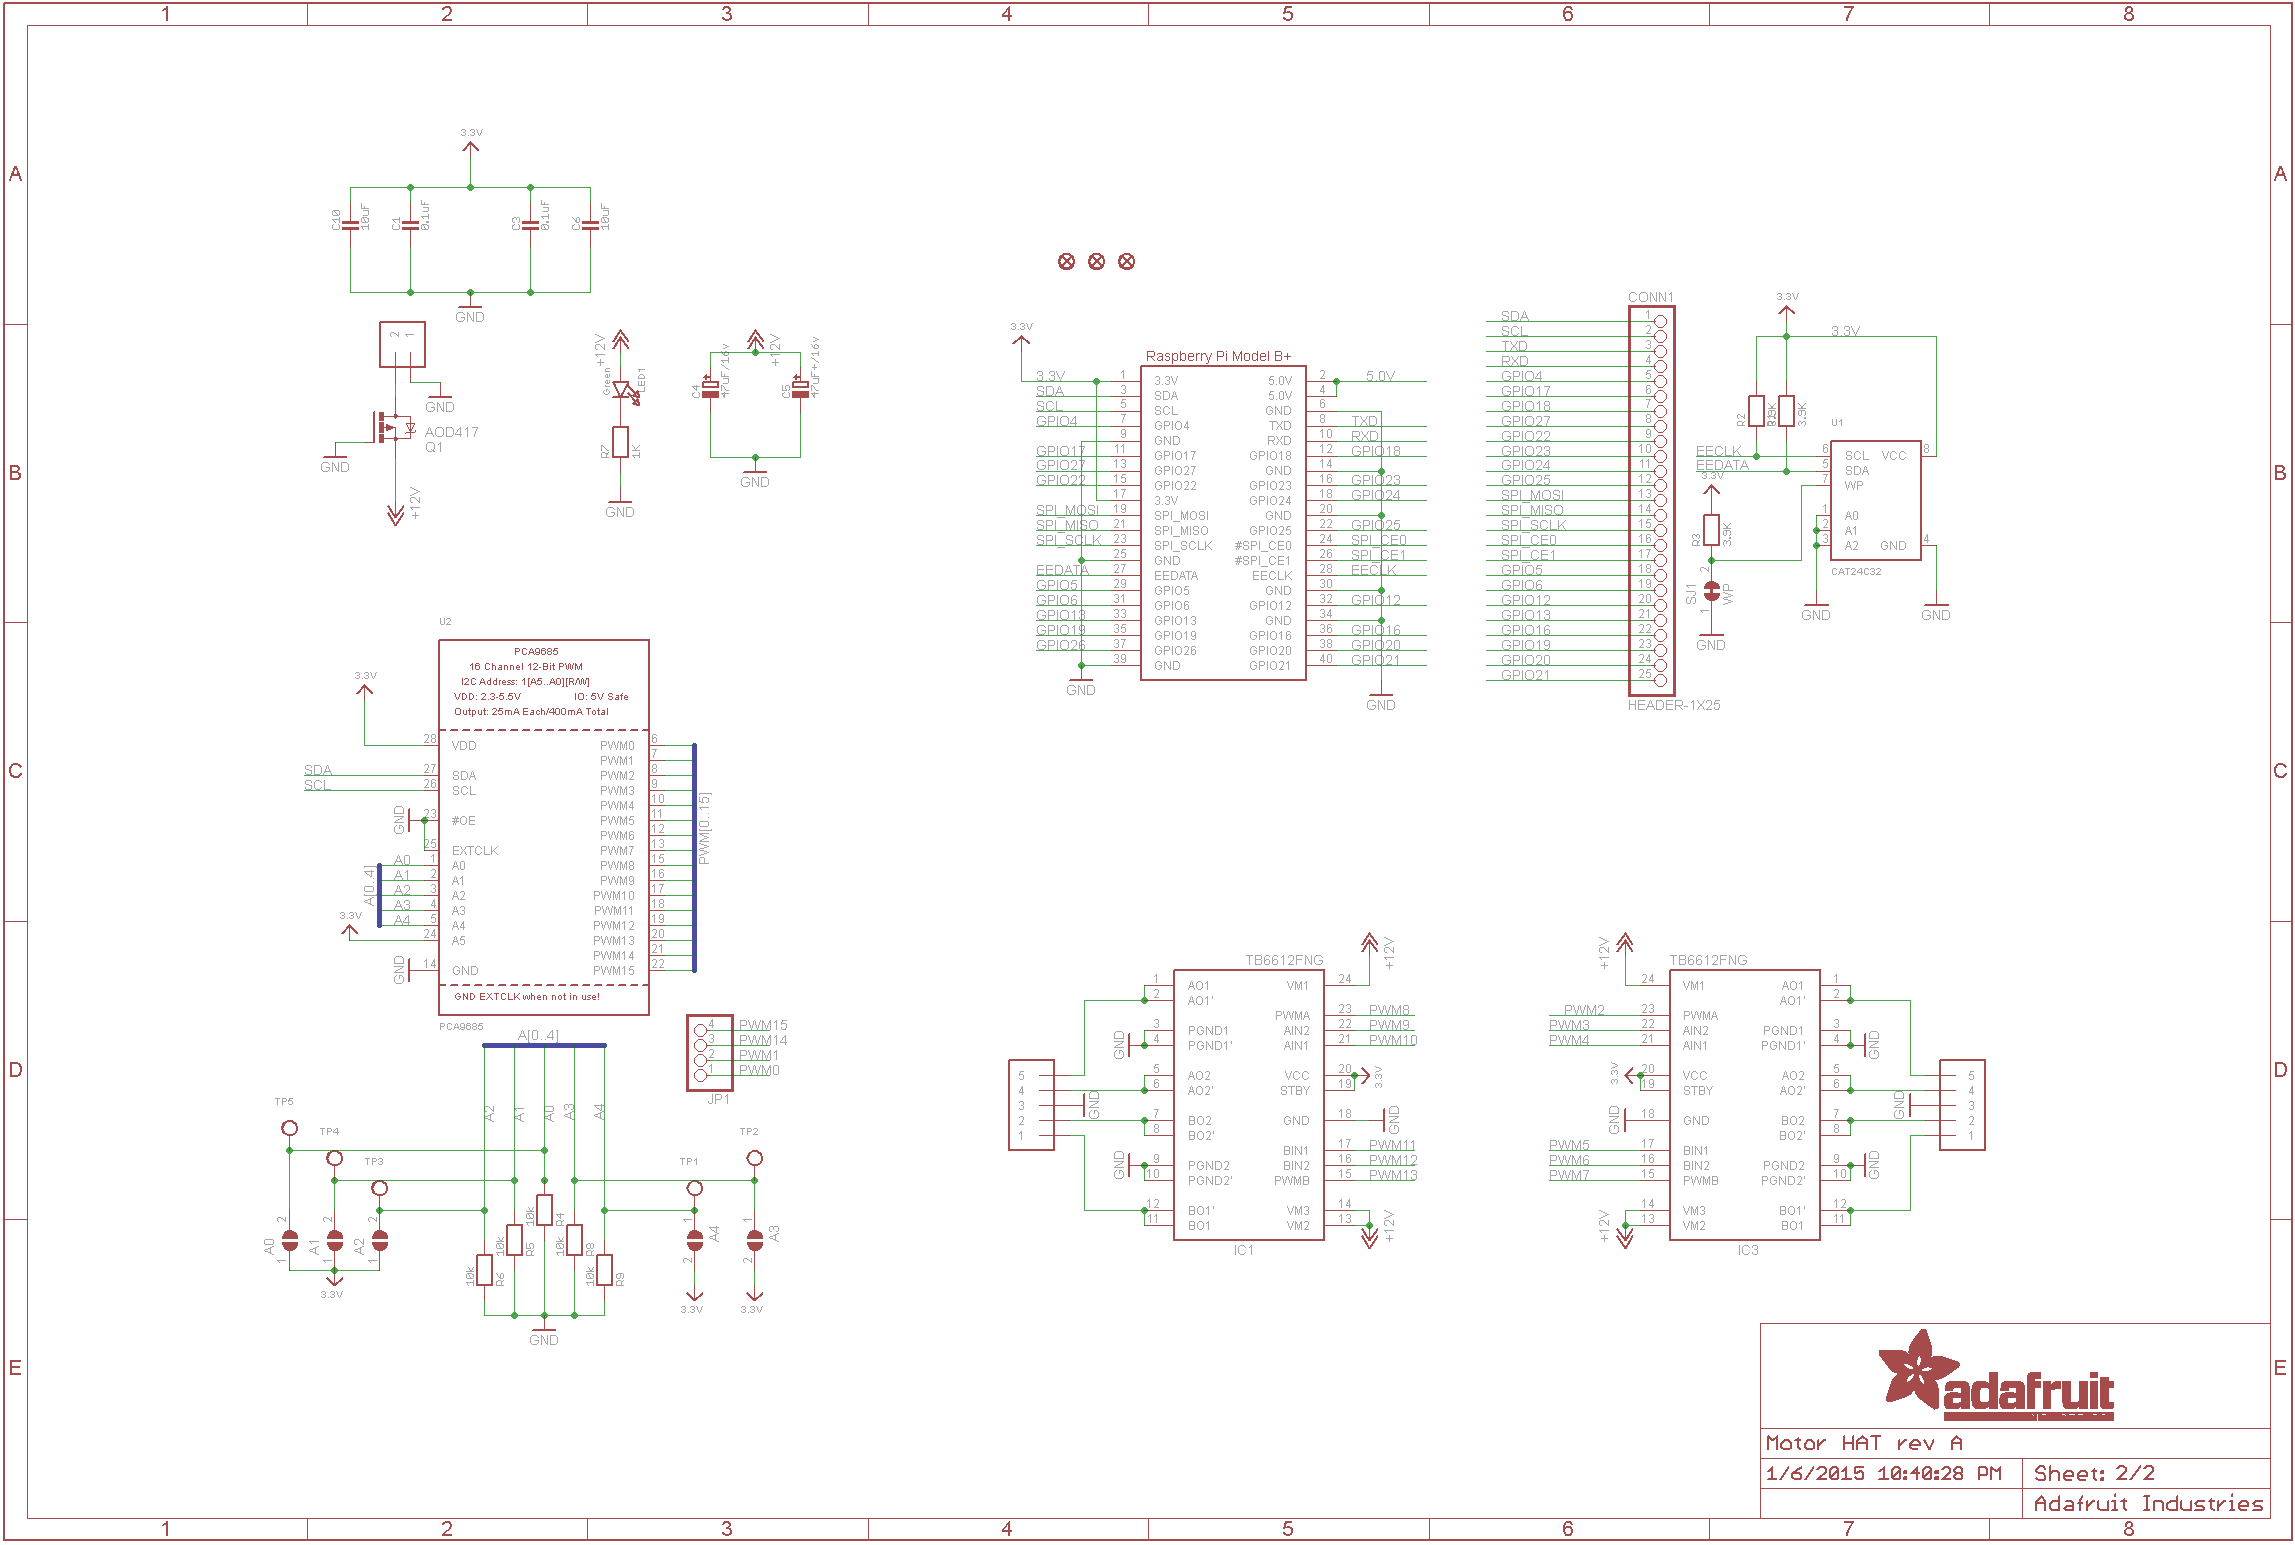 1 2 3 4 5 6 7 8
A
B
C
D
E
A
B
C
D
E
3.3V
C10
10uF
C1
0.1uF
C3
0.1uF
C6
10uF
GND
2 1
GND
GND
AOD417
Q1
+12V
+12V
Green
LED1
R7
1K
GND
+12V
C4
47uF/16v
C5
47uF+/16v
GND
3.3V
Raspberry Pi Model B+
3.3V 1 3.3V 5.0V 2 5.0V
SDA 3 SDA 5.0V 4
SCL 5 SCL GND 6
GPIO4 7 GPIO4 TXD 8 TXD
9 GND RXD 10 RXD
GPIO17 11 GPIO17 GPIO18 12 GPIO18
GPIO27 13 GPIO27 GND 14
GPIO22 15 GPIO22 GPIO23 16 GPIO23
17 3.3V GPIO24 18 GPIO24
SPI_MOSI 19 SPI_MOSI GND 20
SPI_MISO 21 SPI_MISO GPIO25 22 GPIO25
SPI_SCLK 23 SPI_SCLK #SPI_CE0 24 SPI_CE0
25 GND #SPI_CE1 26 SPI_CE1
EEDATA 27 EEDATA EECLK 28 EECLK
GPIO5 29 GPIO5 GND 30
GPIO6 31 GPIO6 GPIO12 32 GPIO12
GPIO13 33 GPIO13 GND 34
GPIO19 35 GPIO19 GPIO16 36 GPIO16
GPIO26 37 GPIO26 GPIO20 38 GPIO20
39 GND GPIO21 40 GPIO21
GND
GND
CONN1
SDA 1
SCL 2
TXD 3
RXD 4
GPIO4 5
GPIO17 6
GPIO18 7
GPIO27 8
GPIO22 9
GPIO23 10
GPIO24 11
GPIO25 12
SPI_MOSI 13
SPI_MISO 14
SPI_SCLK 15
SPI_CE0 16
SPI_CE1 17
GPIO5 18
GPIO6 19
GPIO12 20
GPIO13 21
GPIO16 22
GPIO19 23
GPIO20 24
GPIO21 25
HEADER-1X25
3.3V
3.3V
R2
3.9K
U1
EECLK 6 SCL VCC 8
EEDATA 5 SDA
7 WP
1 A0
2 A1
3 A2 GND 4
CAT24C32
3.3V
R3
3.9K
2
SJ1
WP
1
GND
GND
GND
U2
PCA9685
16 Channel 12-Bit PWM
I2C Address: 1[A5..A0][R/W]
VDD: 2.3-5.5V IO: 5V Safe
Output: 25mA Each/400mA Total
3.3V
28 VDD PWM0 6
PWM1 7
SDA 27 SDA PWM2 8
SCL 26 SCL PWM3 9
PWM4 10
GND 23 #OE PWM5 11
PWM6 12
25 EXTCLK PWM7 13
A0 1 A0 PWM8 15
A1 2 A1 PWM9 16
A2 3 A2 PWM10 17
A3 4 A3 PWM11 18
A4 5 A4 PWM12 19
3.3V 24 A5 PWM13 20
PWM14 21
GND 14 GND PWM15 22
A[0..4]
PWM[0..15]
GND EXTCLK when not in use!
PCA9685
4 PWM15
3 PWM14
2 PWM1
1 PWM0
JP1
A[0..4]
A2 A1 A0 A3 A4
TP5
TP4
TP3
TP1
TP2
2 A0 1
2 A1 1
2 A2 1
3.3V
10k R6
10k R5
10k R4
10k R8
10k R9
GND
1 A4 2
3.3V
1 A3 2
3.3V
TB6612FNG
+12V
1 AO1 VM1 24
2 AO1'
PWMA 23 PWM8
GND 3 PGND1 AIN2 22 PWM9
4 PGND1' AIN1 21 PWM10
5 AO2 VCC 20 3.3V
6 AO2' STBY 19
7 BO2 GND 18 GND
8 BO2'
BIN1 17 PWM11
GND 9 PGND2 BIN2 16 PWM12
10 PGND2' PWMB 15 PWM13
12 BO1' VM3 14
11 BO1 VM2 13
+12V
IC1
5
4
3 GND
2
1
TB6612FNG
+12V
24 VM1 AO1 1
AO1' 2
PWM2 23 PWMA
PWM3 22 AIN2 PGND1 3 GND
PWM4 21 AIN1 PGND1' 4
3.3V 20 VCC AO2 5
19 STBY AO2' 6
GND 18 GND BO2 7
BO2' 8
PWM5 17 BIN1
PWM6 16 BIN2 PGND2 9 GND
PWM7 15 PWMB PGND2' 10
14 VM3 BO1' 12
13 VM2 BO1 11
+12V
IC3
5
4
GND 3
2
1
adafruit
Motor HAT rev A
1/6/2015 10:40:28 PM
Sheet: 2/2
Adafruit Industries
1 2 3 4 5 6 7 8